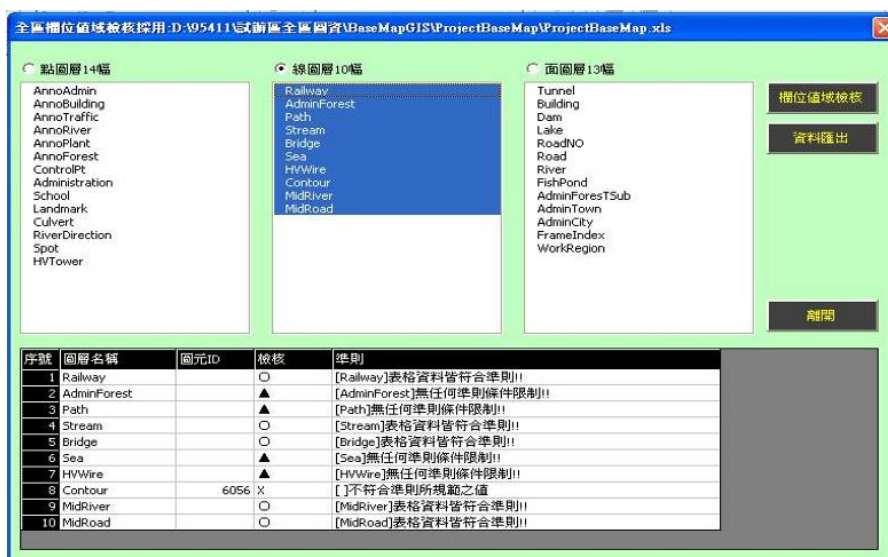 全區欄位值域檢核採用:D:\95411\試辦區全區圖資\BaseMapGIS\ProjectBaseMap\ProjectBaseMap.xls
點圖層14幅
AnnoAdmin
AnnoBuilding
AnnoTraffic
AnnoRiver
AnnoPlant
AnnoForest
ControlPt
Administration
School
Landmark
Culvert
RiverDirection
Spot
HVTower
線圖層10幅
Railway
AdminForest
Path
Stream
Bridge
Sea
HVWire
Contour
MidRiver
MidRoad
面圖層13幅
Tunnel
Building
Dam
Lake
RoadNO
Road
River
FishPond
AdminForesTSub
AdminTown
AdminCity
FrameIndex
WorkRegion
欄位值域檢核
資料匯出
離開
序號 圖層名稱 圖元ID 檢核 準則
1 Railway ○ [Railway]表格資料皆符合準則!!
2 AdminForest ▲ [AdminForest]無任何準則條件限制!!
3 Path ▲ [Path]無任何準則條件限制!!
4 Stream ○ [Stream]表格資料皆符合準則!!
5 Bridge ○ [Bridge]表格資料皆符合準則!!
6 Sea ▲ [Sea]無任何準則條件限制!!
7 HVWire ▲ [HVWire]無任何準則條件限制!!
8 Contour 6056 X [ ]不符合準則所規範之值
9 MidRiver ○ [MidRiver]表格資料皆符合準則!!
10 MidRoad ○ [MidRoad]表格資料皆符合準則!!